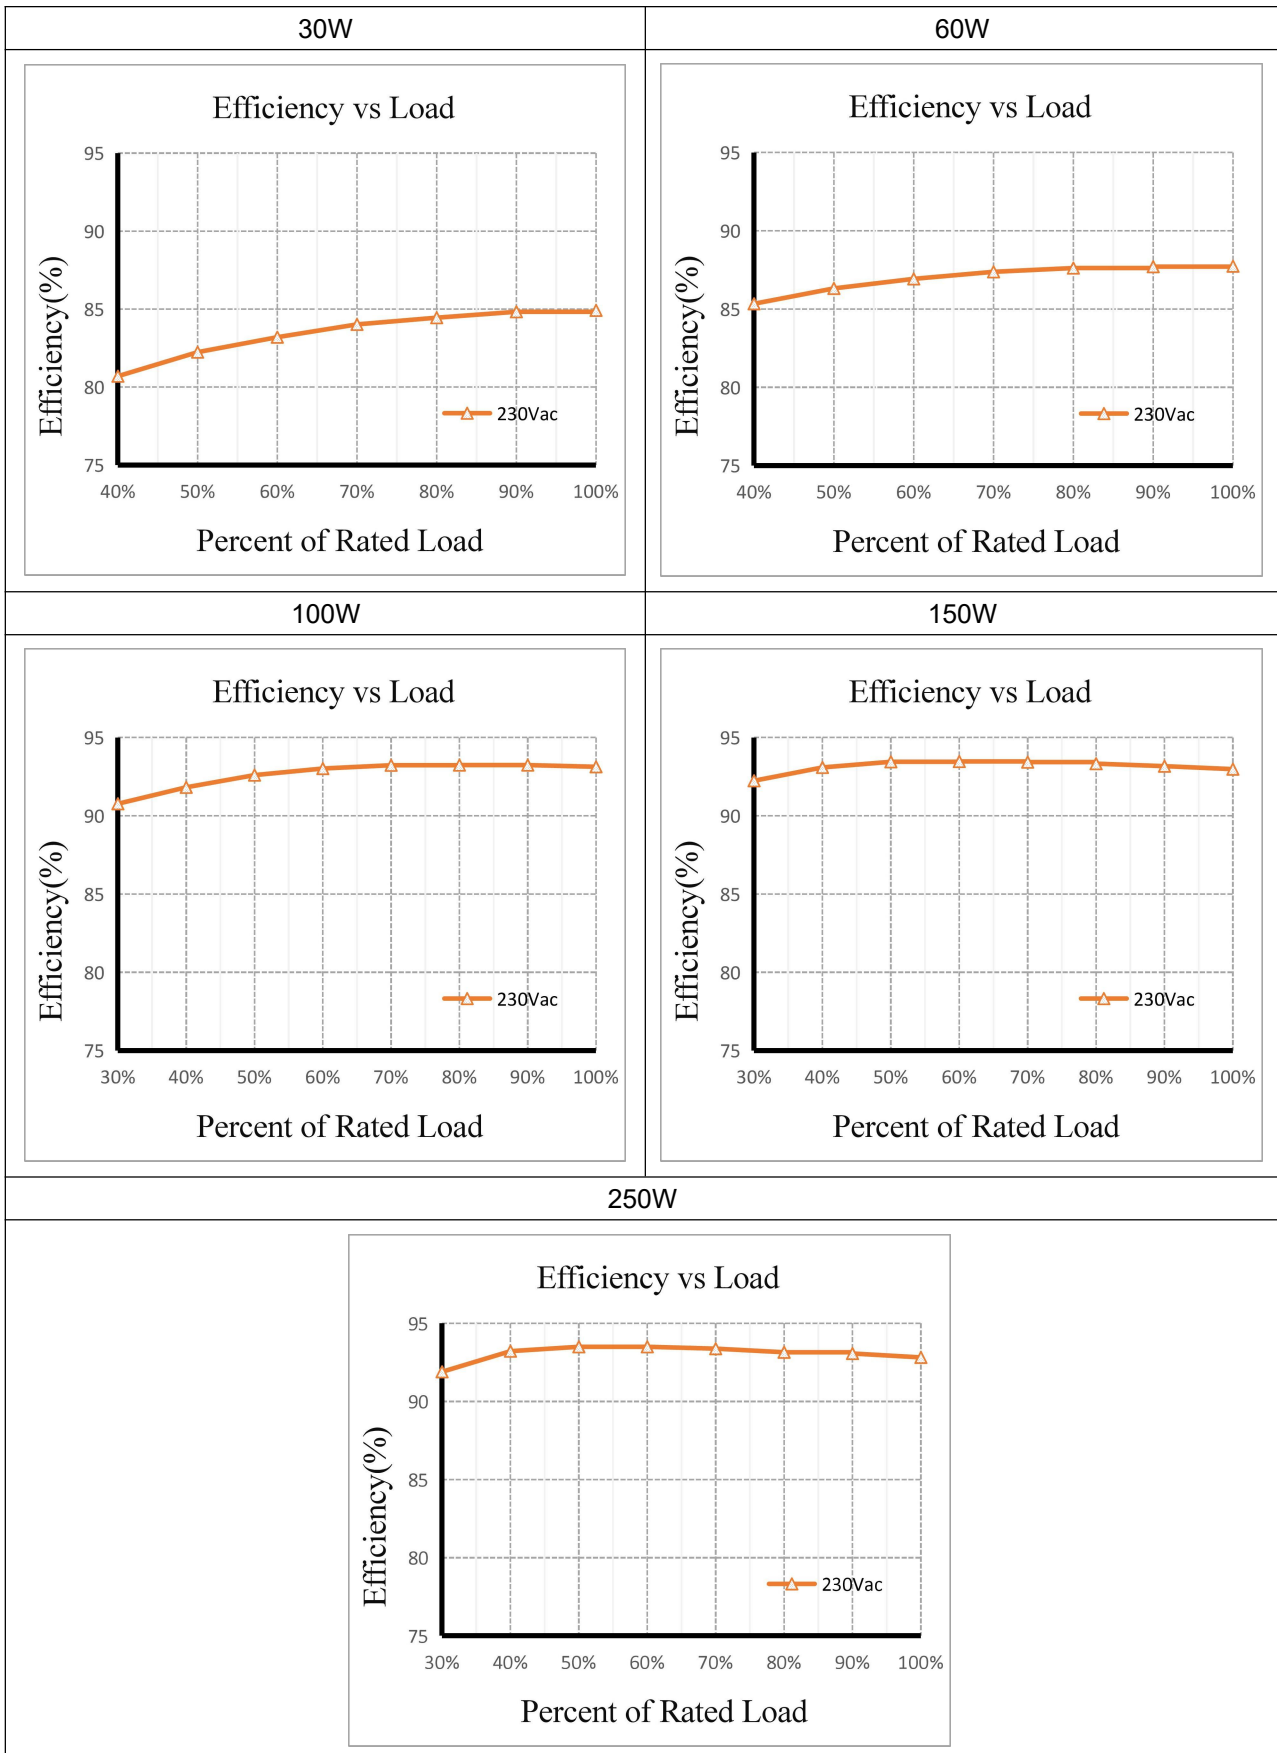 30W
60W
Efficiency vs Load
95
90
85
80
75
Efficiency(%)
230Vac
40% 50% 60% 70% 80% 90% 100%
Percent of Rated Load
Efficiency vs Load
95
90
85
80
75
Efficiency(%)
230Vac
40% 50% 60% 70% 80% 90% 100%
Percent of Rated Load
100W
150W
Efficiency vs Load
95
90
85
80
75
Efficiency(%)
230Vac
30% 40% 50% 60% 70% 80% 90% 100%
Percent of Rated Load
Efficiency vs Load
95
90
85
80
75
Efficiency(%)
230Vac
30% 40% 50% 60% 70% 80% 90% 100%
Percent of Rated Load
250W
Efficiency vs Load
95
90
85
80
75
Efficiency(%)
230Vac
30% 40% 50% 60% 70% 80% 90% 100%
Percent of Rated Load